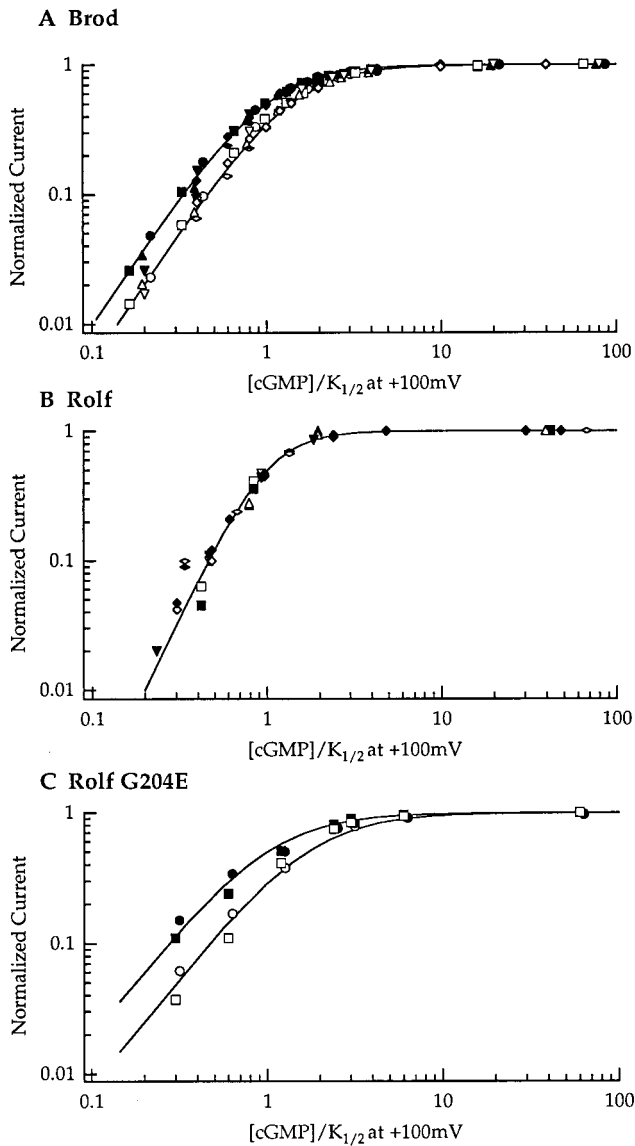 A Brod
Normalized Current
1
0.1
0.01
0.1 1 10 100
[cGMP]/K1/2 at +100mV
B Rolf
Normalized Current
1
0.1
0.01
0.1 1 10 100
[cGMP]/K1/2 at +100mV
C Rolf G204E
Normalized Current
1
0.1
0.01
0.1 1 10 100
[cGMP]/K1/2 at +100mV